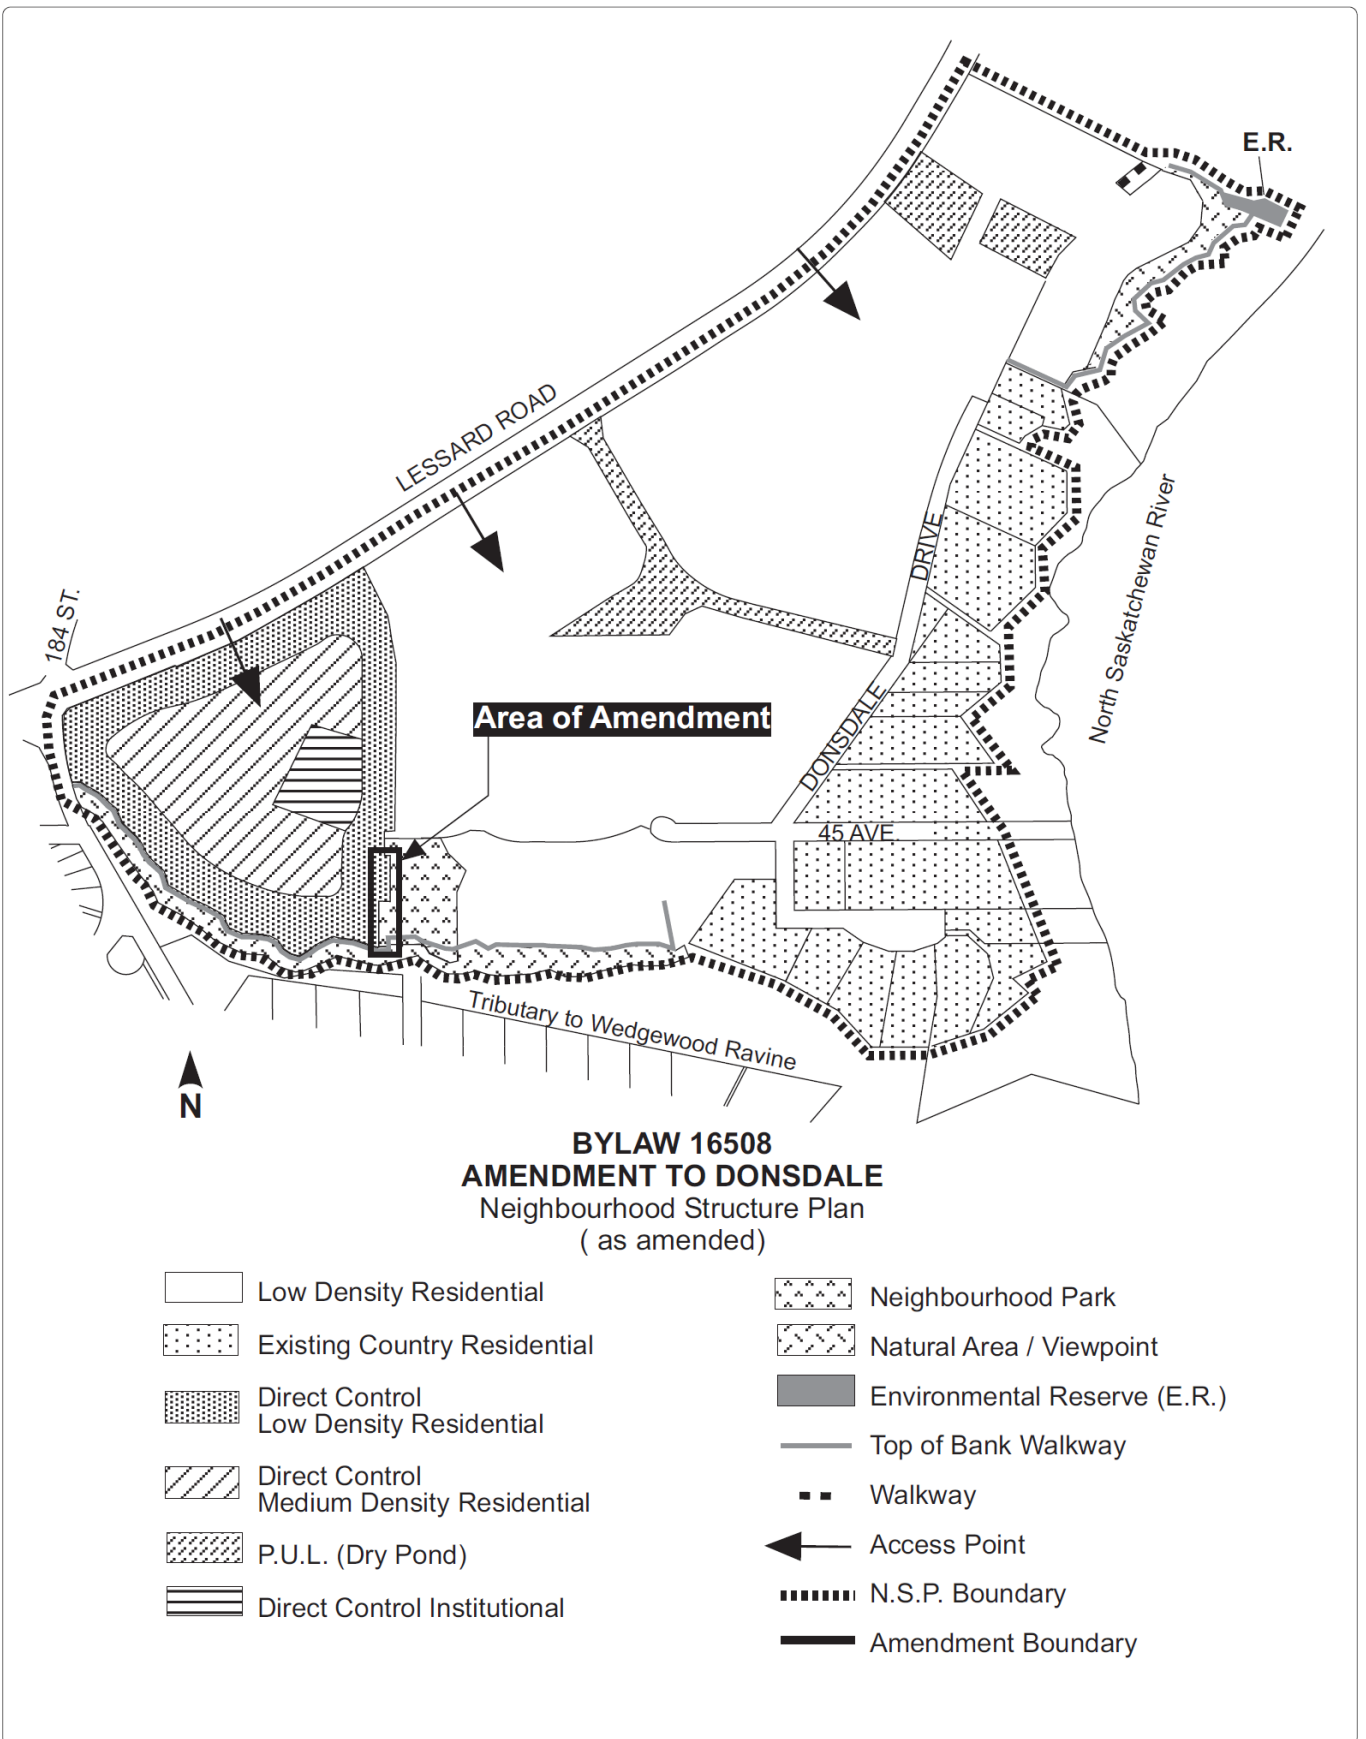 E.R.
LESSARD ROAD
184 ST.
DRIVE
North Saskatchewan River
Area of Amendment
DONSDALE
45 AVE.
Tributary to Wedgewood Ravine
N
BYLAW 16508
AMENDMENT TO DONSDALE
Neighbourhood Structure Plan
( as amended)
Low Density Residential
Existing Country Residential
Direct Control
Low Density Residential
Direct Control
Medium Density Residential
P.U.L. (Dry Pond)
Direct Control Institutional
Neighbourhood Park
Natural Area / Viewpoint
Environmental Reserve (E.R.)
Top of Bank Walkway
Walkway
Access Point
N.S.P. Boundary
Amendment Boundary